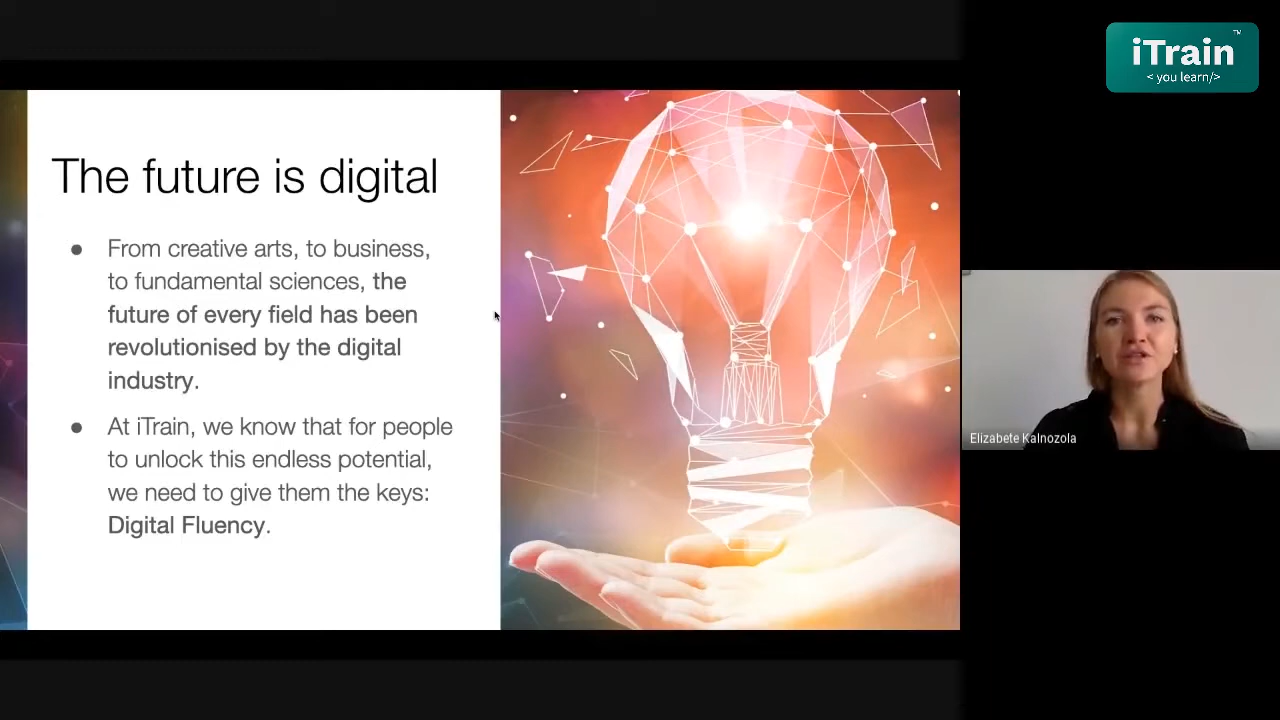 iTrain™
< you learn/>
The future is digital
● From creative arts, to business,
to fundamental sciences, the
future of every field has been
revolutionised by the digital
industry.
● At iTrain, we know that for people
to unlock this endless potential,
we need to give them the keys:
Digital Fluency.
Elizabete Kalnozola